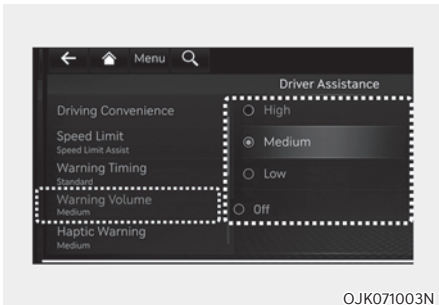 Menu
Driver Assistance
Driving Convenience
Speed Limit
Speed Limit Assist
Warning Timing
Standard
Warning Volume
Medium
Haptic Warning
Medium
High
Medium
Low
Off
OJK071003N